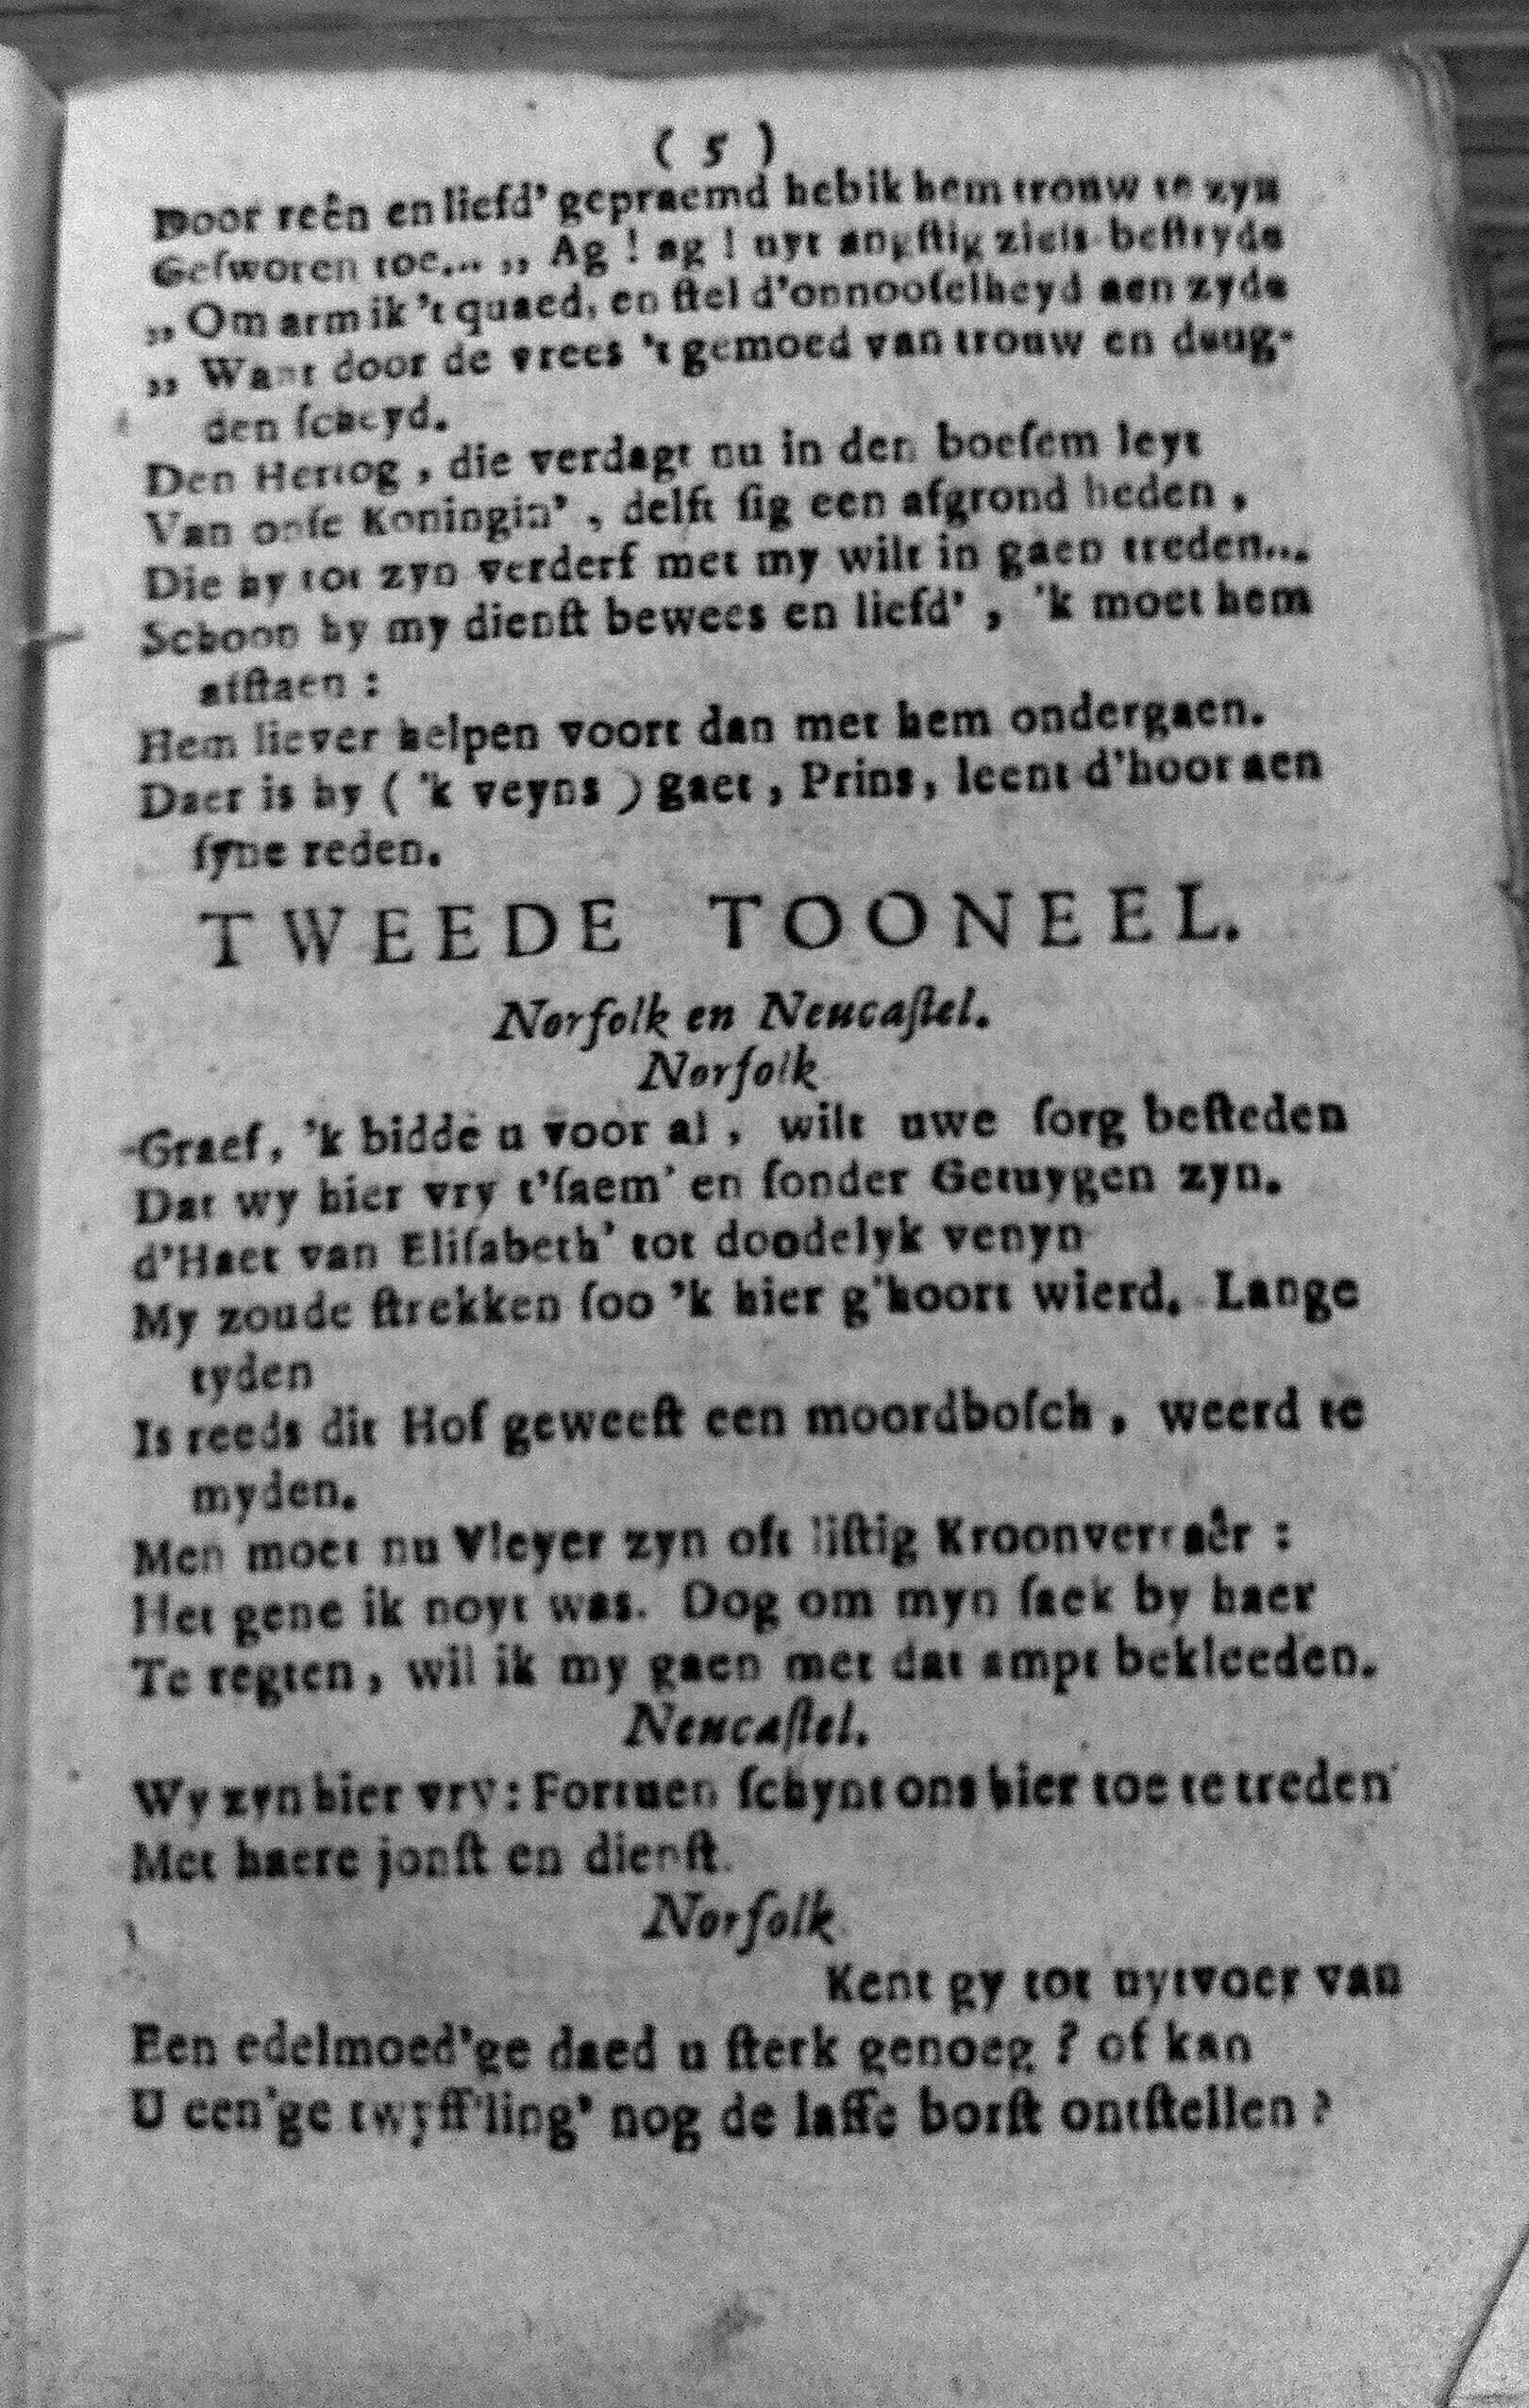 ( 5 )
Door reên en liefd' gepraemd heb ik hem trouw te zyn
Geſworen toe... ,, Ag ! ag ! uyt angſtig ziels beſtryde
,, Om arm ik 't quaed, en ſtel d'onnooſelheyd aen zyde
,, Want door de vrees 't gemoed van trouw en deug-
den ſcheyd.
Den Hertog , die verdagt nu in den boeſem leyt
Van onſe Koningin' , delft ſig een afgrond heden ,
Die hy tot zyn verderf met my wilt in gaen treden...
Schoon hy my dienſt bewees en liefd' , 'k moet hem
afſtaen :
Hem liever helpen voort dan met hem ondergaen.
Daer is hy ( 'k veyns ) gaet , Prins, leent d'hoor aen
ſyne reden.
TWEEDE TOONEEL.
Norfolk en Neucaſtel.
Norfolk
-Graef, 'k bidde u voor al , wilt uwe ſorg beſteden
Dat wy hier vry t'ſaem' en ſonder Getuygen zyn.
d'Haet van Eliſabeth' tot doodelyk venyn
My zoude ſtrekken ſoo 'k hier g'hoort wierd. Lange
tyden
Is reeds dit Hof geweeſt een moordboſch , weerd te
myden.
Men moet nu Vleyer zyn oft liſtig Kroonverraêr :
Het gene ik noyt was. Dog om myn ſaek by haer
Te regten , wil ik my gaen met dat ampt bekleeden.
Neucaſtel.
Wy zyn hier vry : Fortuen ſchynt ons hier toe te treden
Met haere jonſt en dienſt.
Norfolk
Kent gy tot uytvoer van
Een edelmoed'ge daed u ſterk genoeg ? of kan
U een'ge twyff'ling' nog de laffe borſt ontſtellen ?